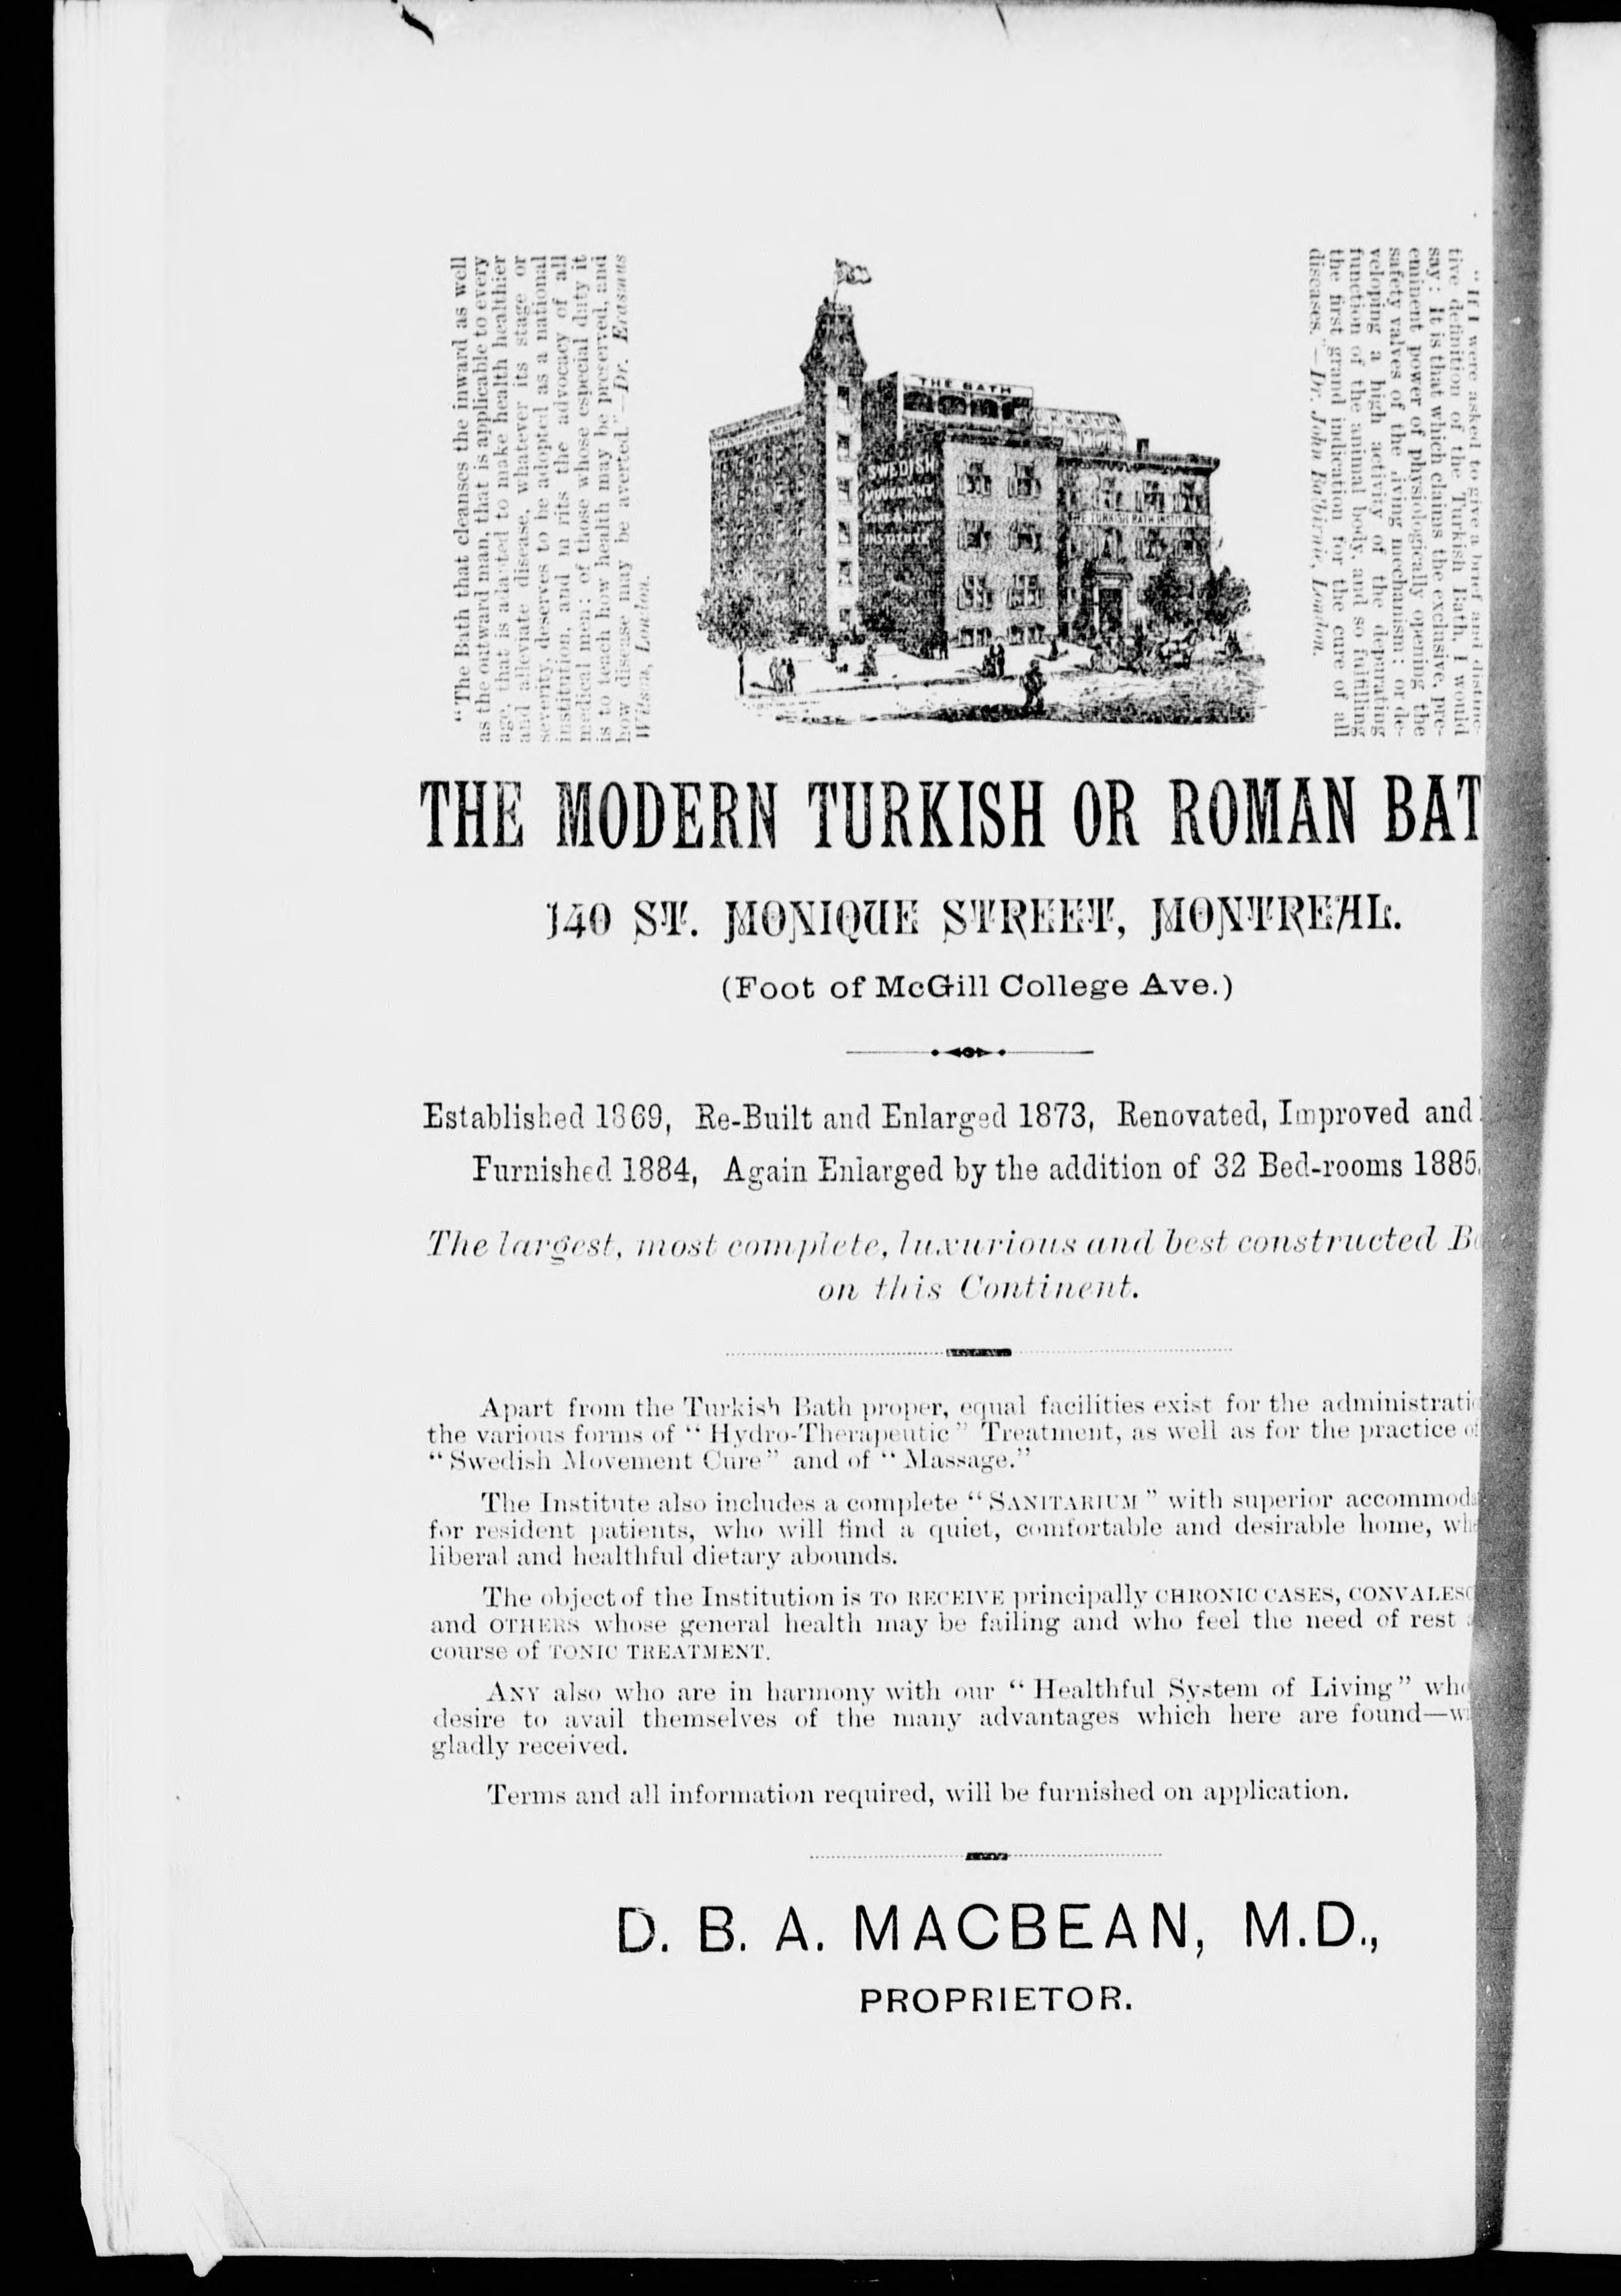 "The Bath that cleanses the inward as well
as the outward man, that is applicable to every
age, that is adapted to make health healthier
and alleviate disease, whatever its stage or
severity, deserves to be adopted as a national
institution, and m rits the advocacy of all
medical men; of those whose especial duty it
is to teach how health may be preserved, and
how disease may be averted."—Dr. Erasmus
Wilson, London.
THE BATH
SWEDISH
MOVEMENT
INSTITUTE
THE TURKISH BATH INSTITUTE
"If I were asked to give a brief and distinc-
tive definition of the Turkish Bath, I would
say: It is that which claims the exclusive, pre-
eminent power of physiologically opening the
safety valves of the living mechanism; or de-
veloping a high activity of the depurating
function of the animal body, and so fulfilling
the first grand indication for the cure of all
diseases."—Dr. John Balbirnie, London.
THE MODERN TURKISH OR ROMAN BAT
140 ST. MONIQUE STREET, MONTREAL.
(Foot of McGill College Ave.)
Established 1869, Re-Built and Enlarged 1873, Renovated, Improved and
Furnished 1884, Again Enlarged by the addition of 32 Bed-rooms 1885.
The largest, most complete, luxurious and best constructed B
on this Continent.
Apart from the Turkish Bath proper, equal facilities exist for the administrati
the various forms of "Hydro-Therapeutic" Treatment, as well as for the practice of
"Swedish Movement Cure" and of "Massage."
The Institute also includes a complete "SANITARIUM" with superior accommod
for resident patients, who will find a quiet, comfortable and desirable home, wh
liberal and healthful dietary abounds.
The object of the Institution is TO RECEIVE principally CHRONIC CASES, CONVALESC
and OTHERS whose general health may be failing and who feel the need of rest
course of TONIC TREATMENT.
ANY also who are in harmony with our "Healthful System of Living" who
desire to avail themselves of the many advantages which here are found—w
gladly received.
Terms and all information required, will be furnished on application.
D. B. A. MACBEAN, M.D.,
PROPRIETOR.